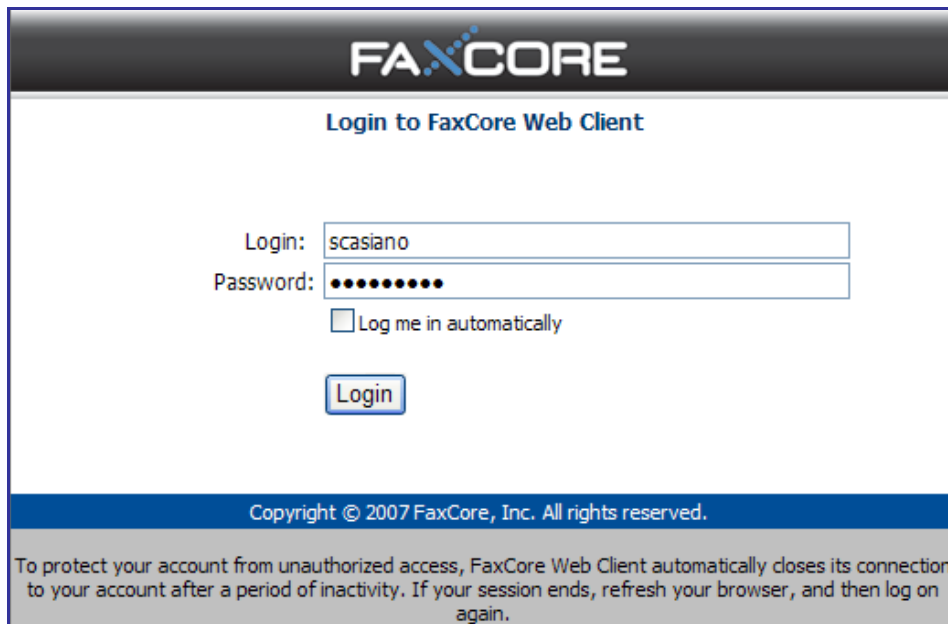 FAXCORE
Login to FaxCore Web Client
Login: scasiano
Password: •••••••••
Log me in automatically
Login
Copyright © 2007 FaxCore, Inc. All rights reserved.
To protect your account from unauthorized access, FaxCore Web Client automatically closes its connection
to your account after a period of inactivity. If your session ends, refresh your browser, and then log on
again.